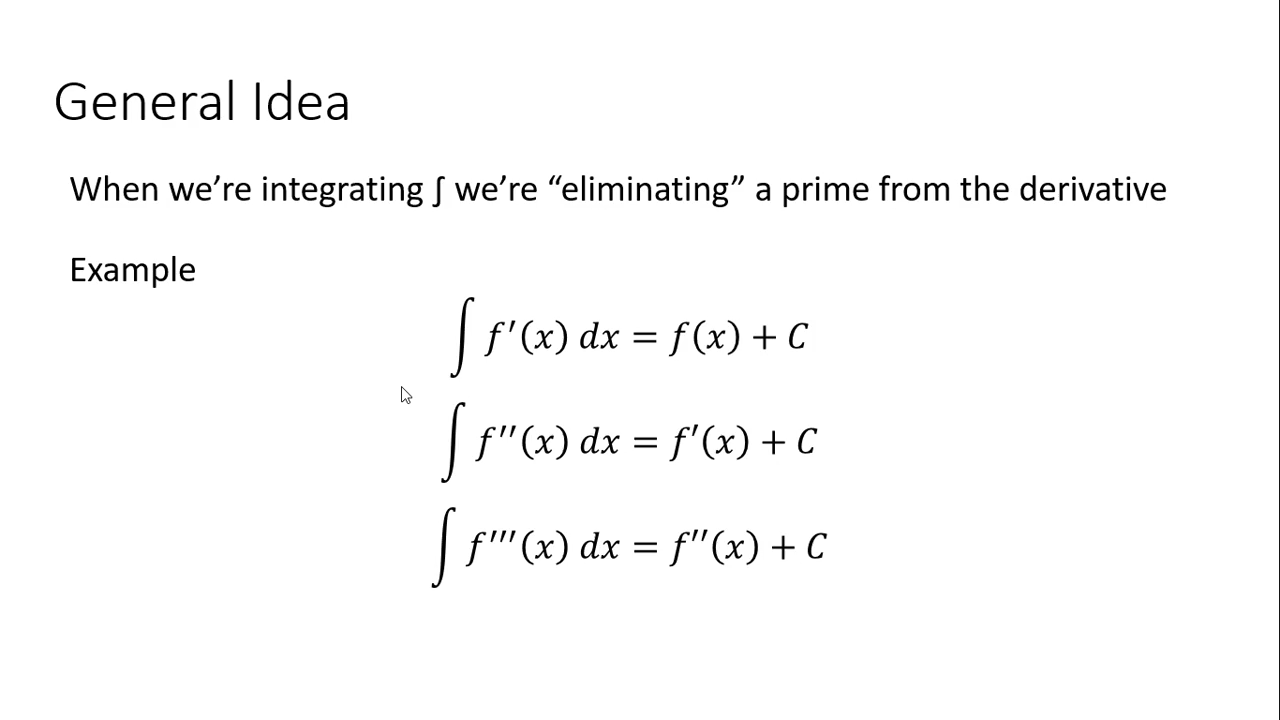 General Idea
When we’re integrating ∫ we’re “eliminating” a prime from the derivative
Example
∫ f′(x) dx = f(x) + C
∫ f′′(x) dx = f′(x) + C
∫ f′′′(x) dx = f′′(x) + C